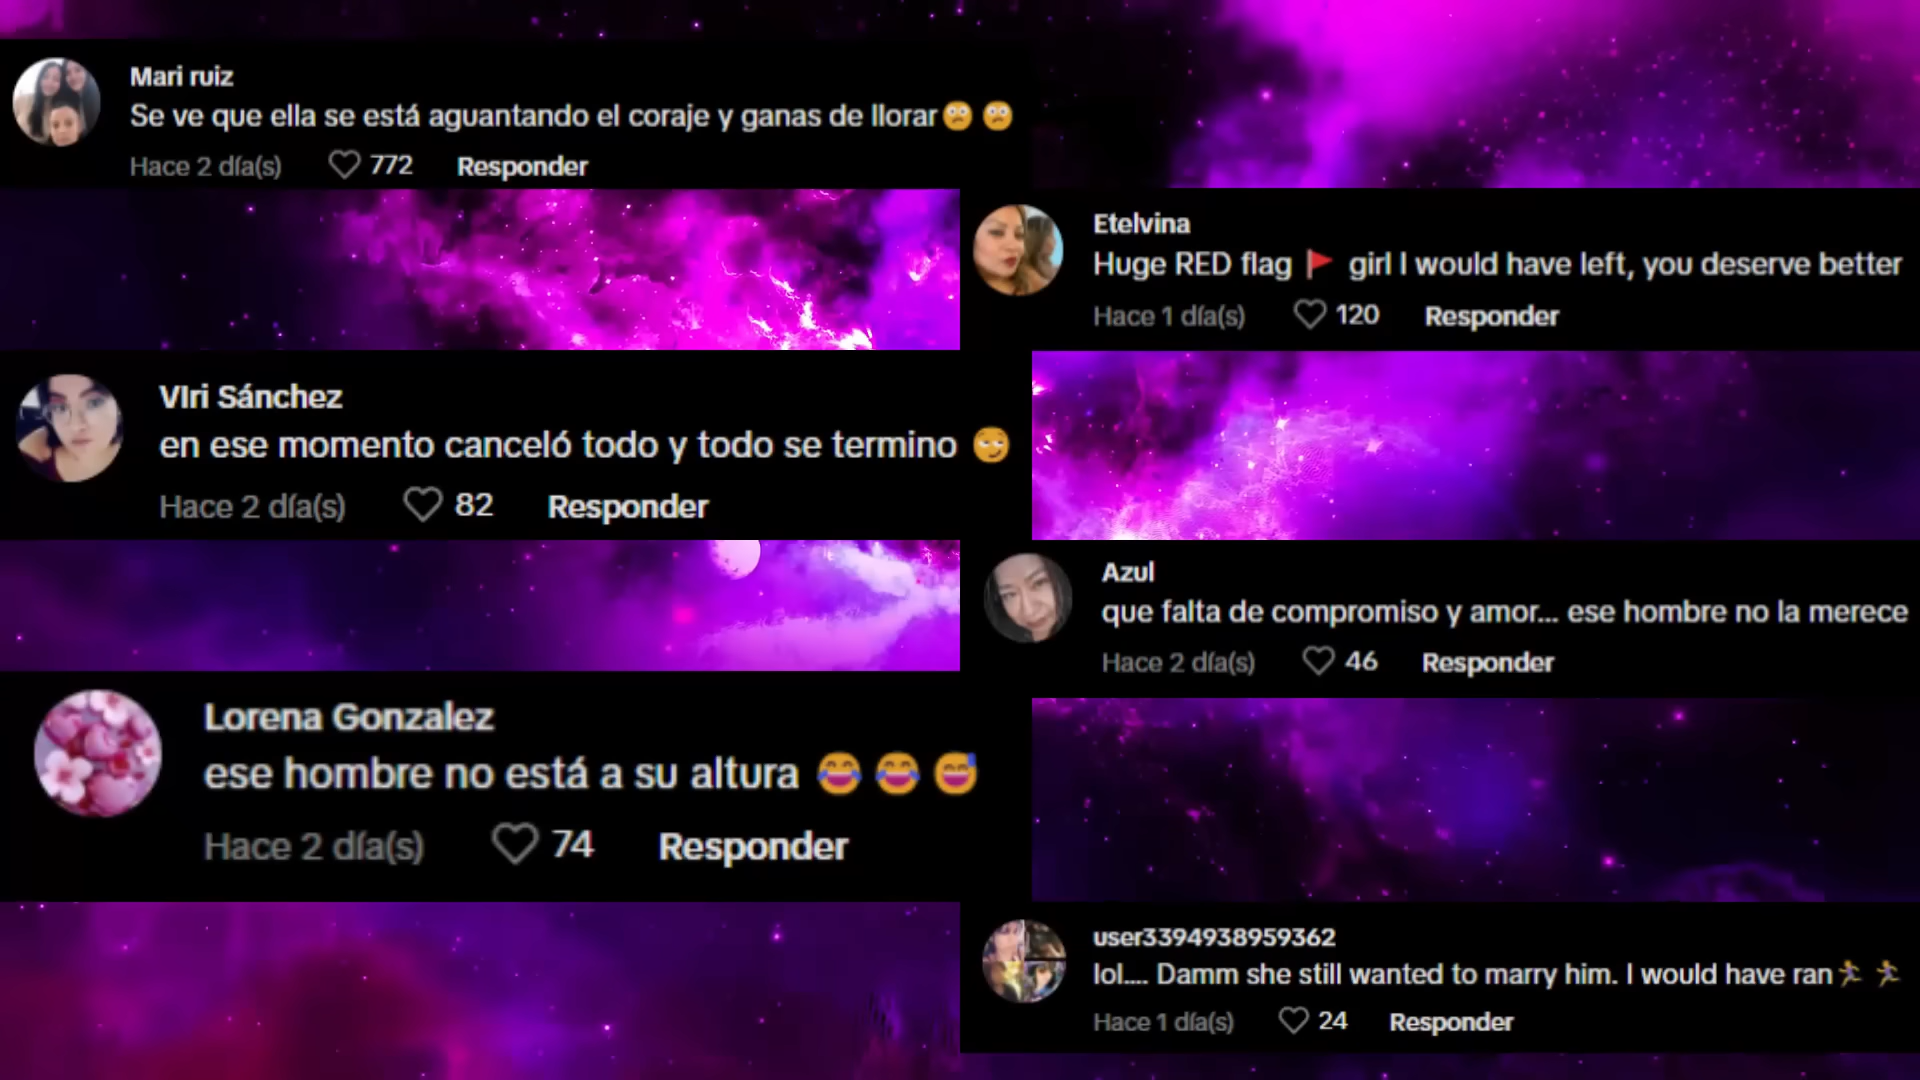 Mari ruiz
Se ve que ella se está aguantando el coraje y ganas de llorar😕 😕
Hace 2 día(s) 772 Responder
Etelvina
Huge RED flag 🚩 girl I would have left, you deserve better
Hace 1 día(s) 120 Responder
VIri Sánchez
en ese momento canceló todo y todo se termino 😏
Hace 2 día(s) 82 Responder
Azul
que falta de compromiso y amor... ese hombre no la merece
Hace 2 día(s) 46 Responder
Lorena Gonzalez
ese hombre no está a su altura 😂 😂 😅
Hace 2 día(s) 74 Responder
user3394938959362
lol.... Damm she still wanted to marry him. I would have ran🏃‍♀️ 🏃‍♀️
Hace 1 día(s) 24 Responder